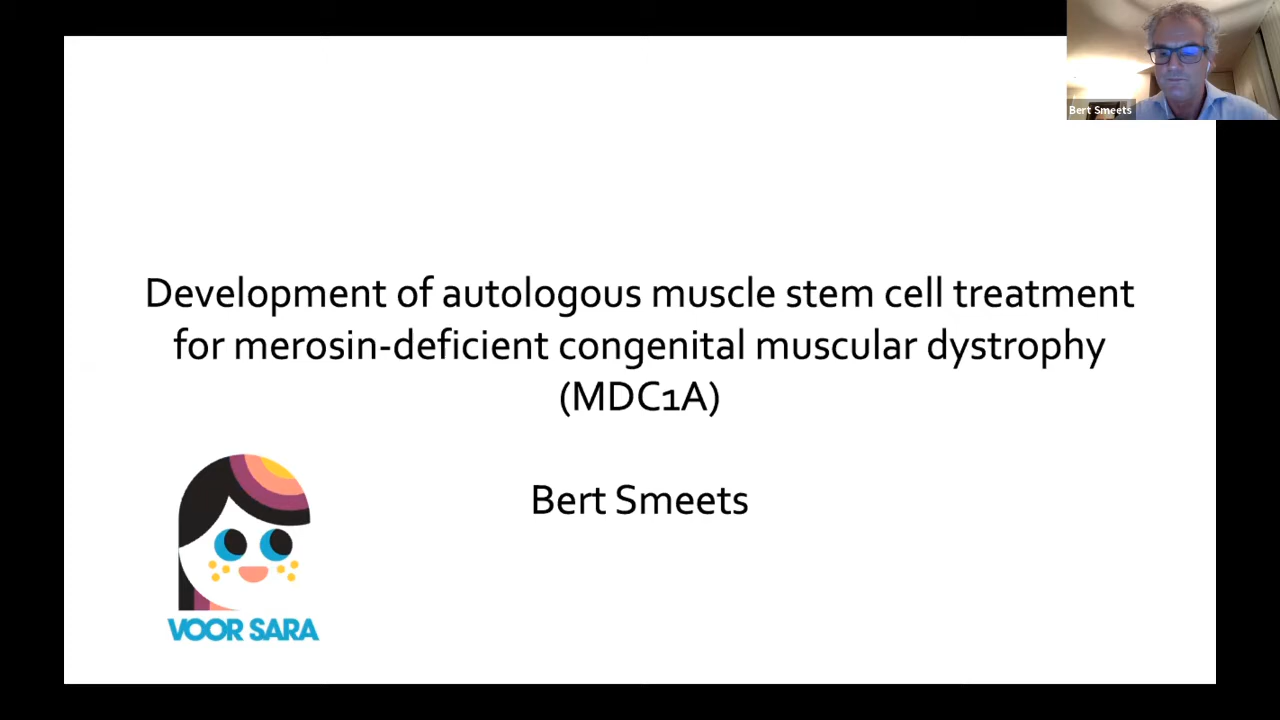 Bert Smeets
Development of autologous muscle stem cell treatment
for merosin-deficient congenital muscular dystrophy
(MDC1A)
Bert Smeets
VOOR SARA